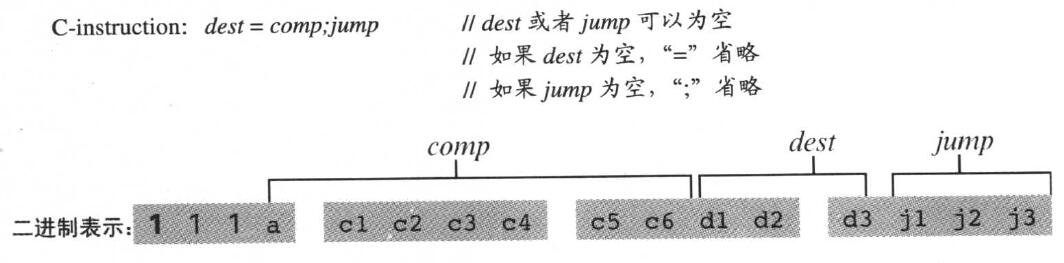 C-instruction: dest = comp;jump // dest 或者 jump 可以为空
// 如果 dest 为空，“=” 省略
// 如果 jump 为空，“;” 省略
comp dest jump
二进制表示: 1 1 1 a c1 c2 c3 c4 c5 c6 d1 d2 d3 j1 j2 j3